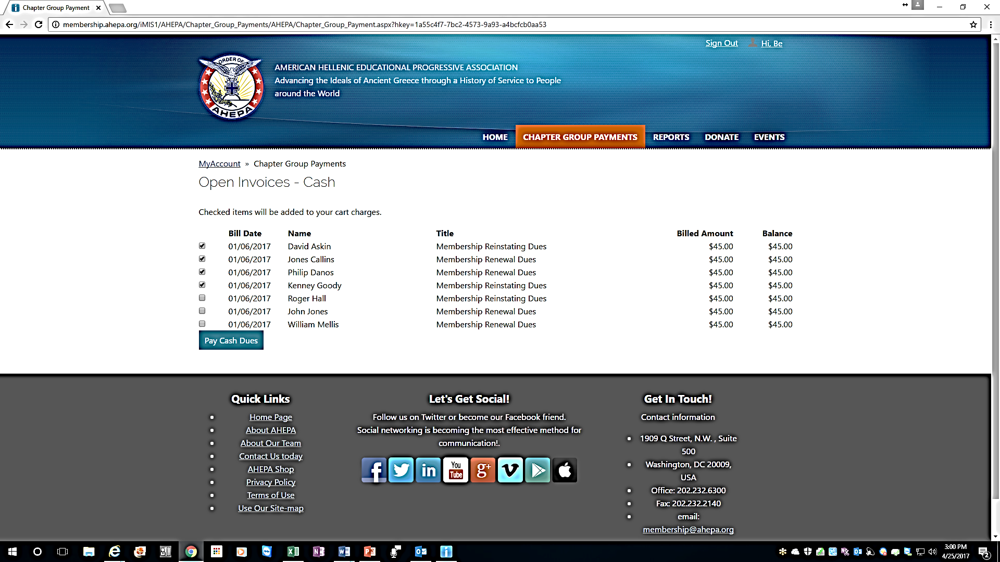 Chapter Group Payment
membership.ahepa.org/iMIS1/AHEPA/Chapter_Group_Payments/AHEPA/Chapter_Group_Payment.aspx?hkey=1a55c4f7-7bc2-4573-9a93-a4bcfcb0aa53
Sign Out Hi, Be
ORDER OF
AHEPA
AMERICAN HELLENIC EDUCATIONAL PROGRESSIVE ASSOCIATION
Advancing the Ideals of Ancient Greece through a History of Service to People
around the World
HOME CHAPTER GROUP PAYMENTS REPORTS DONATE EVENTS
MyAccount » Chapter Group Payments
Open Invoices - Cash
Checked items will be added to your cart charges.
Bill Date Name Title Billed Amount Balance
01/06/2017 David Askin Membership Reinstating Dues $45.00 $45.00
01/06/2017 Jones Callins Membership Renewal Dues $45.00 $45.00
01/06/2017 Philip Danos Membership Renewal Dues $45.00 $45.00
01/06/2017 Kenney Goody Membership Reinstating Dues $45.00 $45.00
01/06/2017 Roger Hall Membership Reinstating Dues $45.00 $45.00
01/06/2017 John Jones Membership Renewal Dues $45.00 $45.00
01/06/2017 William Mellis Membership Renewal Dues $45.00 $45.00
Pay Cash Dues
Quick Links
Home Page
About AHEPA
About Our Team
Contact Us today
AHEPA Shop
Privacy Policy
Terms of Use
Use Our Site-map
Let's Get Social!
Follow us on Twitter or become our Facebook friend.
Social networking is becoming the most effective method for
communication!.
You
Tube
Get In Touch!
Contact information
1909 Q Street, N.W. , Suite
500
Washington, DC 20009,
USA
Office: 202.232.6300
Fax: 202.232.2140
email:
membership@ahepa.org
3:00 PM
4/25/2017
2